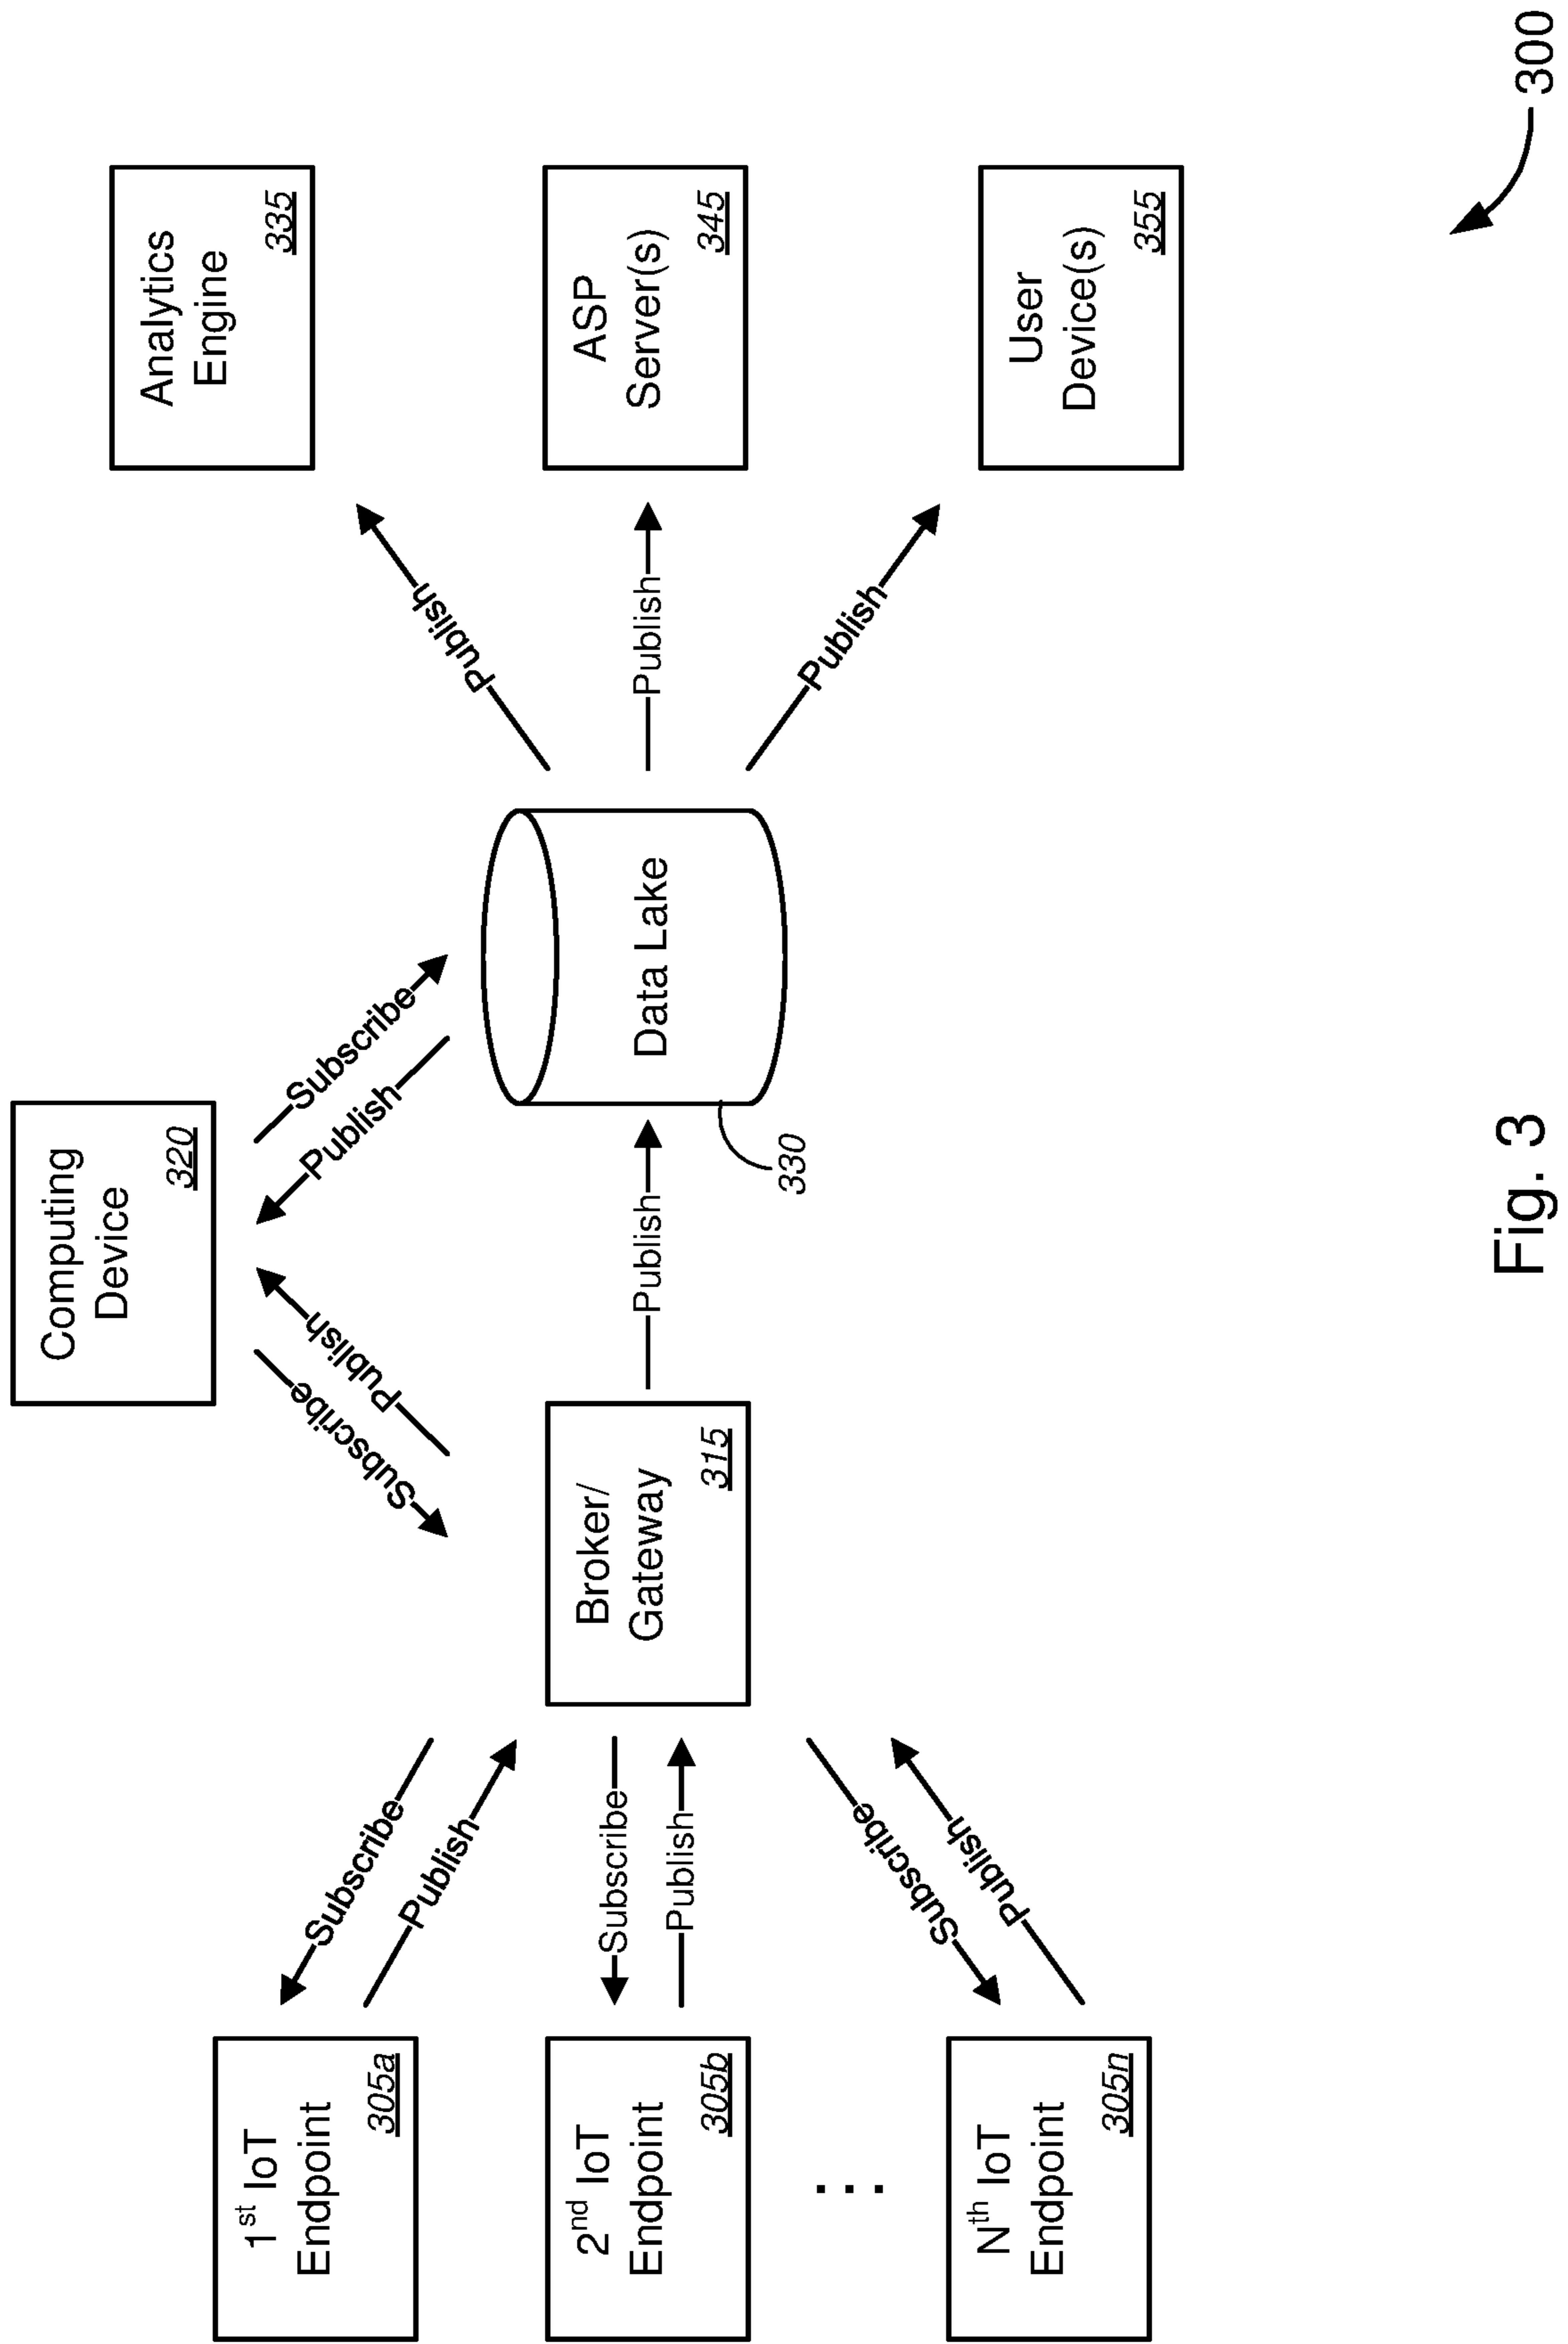 Computing
Device
320
Subscribe
Publish
Publish
Subscribe
1st IoT
Endpoint
305a
Subscribe
Publish
2nd IoT
Endpoint
305b
Subscribe
Publish
...
Nth IoT
Endpoint
305n
Subscribe
Publish
Broker/
Gateway
315
Publish
Data Lake
330
Publish
Publish
Publish
Analytics
Engine
335
ASP
Server(s)
345
User
Device(s)
355
300
Fig. 3